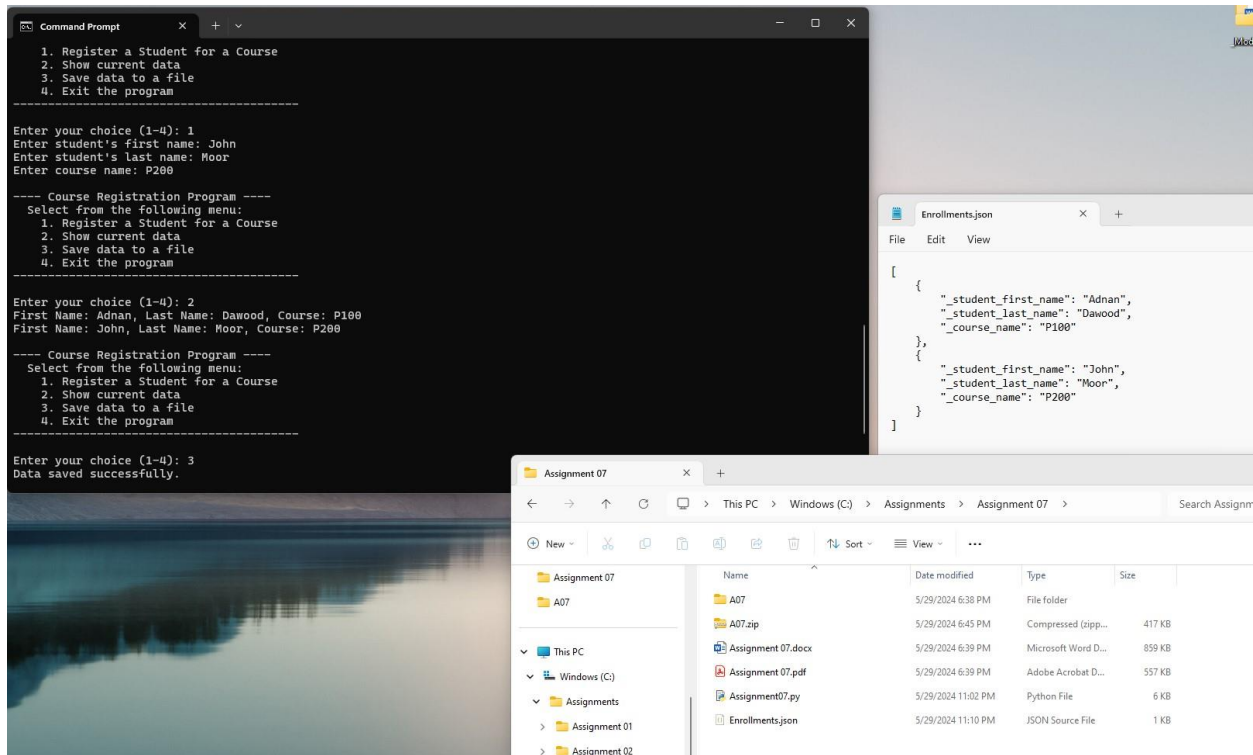 Command Prompt
1. Register a Student for a Course
2. Show current data
3. Save data to a file
4. Exit the program
-----------------------------------------
Enter your choice (1-4): 1
Enter student's first name: John
Enter student's last name: Moor
Enter course name: P200
---- Course Registration Program ----
Select from the following menu:
1. Register a Student for a Course
2. Show current data
3. Save data to a file
4. Exit the program
-----------------------------------------
Enter your choice (1-4): 2
First Name: Adnan, Last Name: Dawood, Course: P100
First Name: John, Last Name: Moor, Course: P200
---- Course Registration Program ----
Select from the following menu:
1. Register a Student for a Course
2. Show current data
3. Save data to a file
4. Exit the program
-----------------------------------------
Enter your choice (1-4): 3
Data saved successfully.
Enrollments.json
File Edit View
[
{
"_student_first_name": "Adnan",
"_student_last_name": "Dawood",
"_course_name": "P100"
},
{
"_student_first_name": "John",
"_student_last_name": "Moor",
"_course_name": "P200"
}
]
Assignment 07
This PC > Windows (C:) > Assignments > Assignment 07 >
Search Assignm
New Sort View ...
Assignment 07
A07
This PC
Windows (C:)
Assignments
Assignment 01
Assignment 02
Name Date modified Type Size
A07 5/29/2024 6:38 PM File folder
A07.zip 5/29/2024 6:45 PM Compressed (zipp... 417 KB
Assignment 07.docx 5/29/2024 6:39 PM Microsoft Word D... 859 KB
Assignment 07.pdf 5/29/2024 6:39 PM Adobe Acrobat D... 557 KB
Assignment07.py 5/29/2024 11:02 PM Python File 6 KB
Enrollments.json 5/29/2024 11:10 PM JSON Source File 1 KB